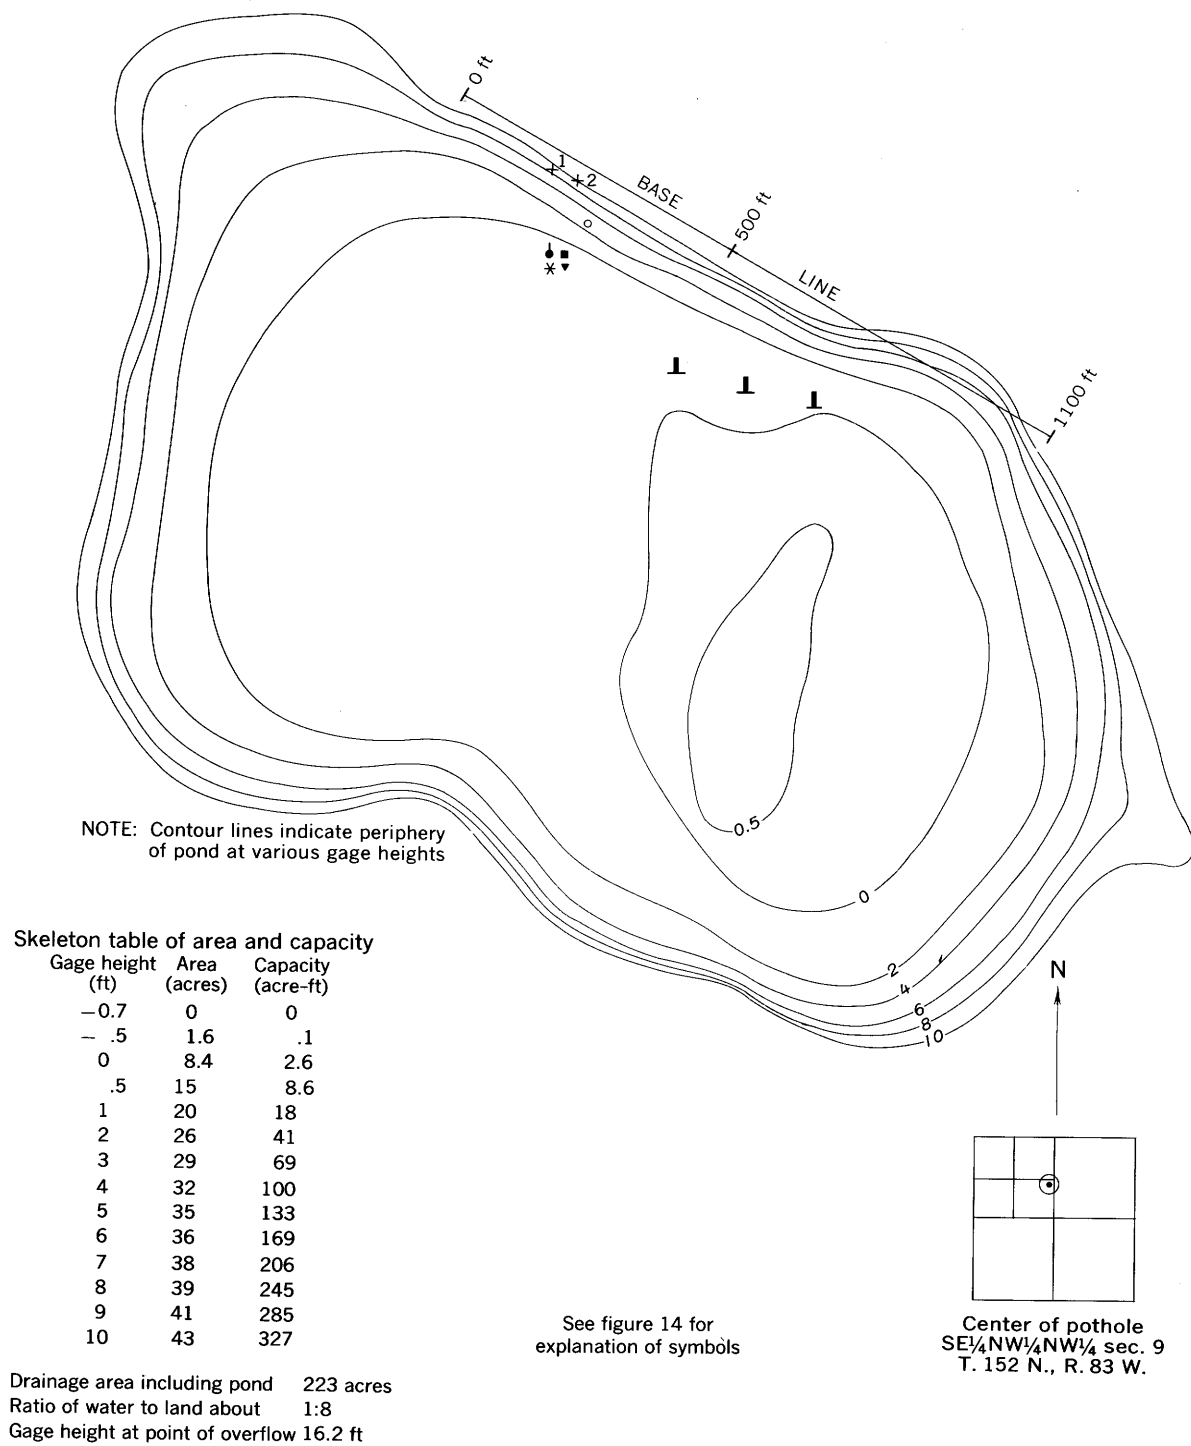 0 ft
1
2
BASE
500 ft
LINE
1100 ft
0.5
0
2
4
6
8
10
NOTE: Contour lines indicate periphery
of pond at various gage heights
Skeleton table of area and capacity
Gage height Area Capacity
(ft) (acres) (acre-ft)
−0.7 0 0
− .5 1.6 .1
0 8.4 2.6
.5 15 8.6
1 20 18
2 26 41
3 29 69
4 32 100
5 35 133
6 36 169
7 38 206
8 39 245
9 41 285
10 43 327
Drainage area including pond 223 acres
Ratio of water to land about 1:8
Gage height at point of overflow 16.2 ft
See figure 14 for
explanation of symbols
N
Center of pothole
SE¼NW¼NW¼ sec. 9
T. 152 N., R. 83 W.